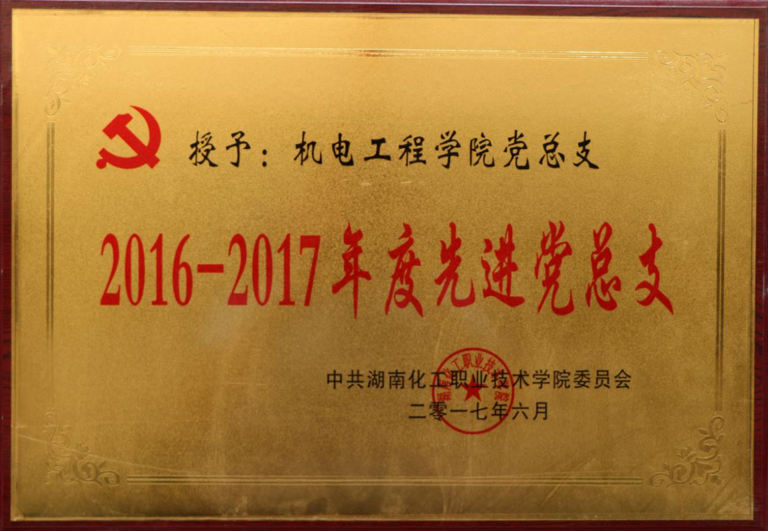 授予：机电工程学院党总支
2016-2017年度先进党总支
中共湖南化工职业技术学院委员会
二零一七年六月